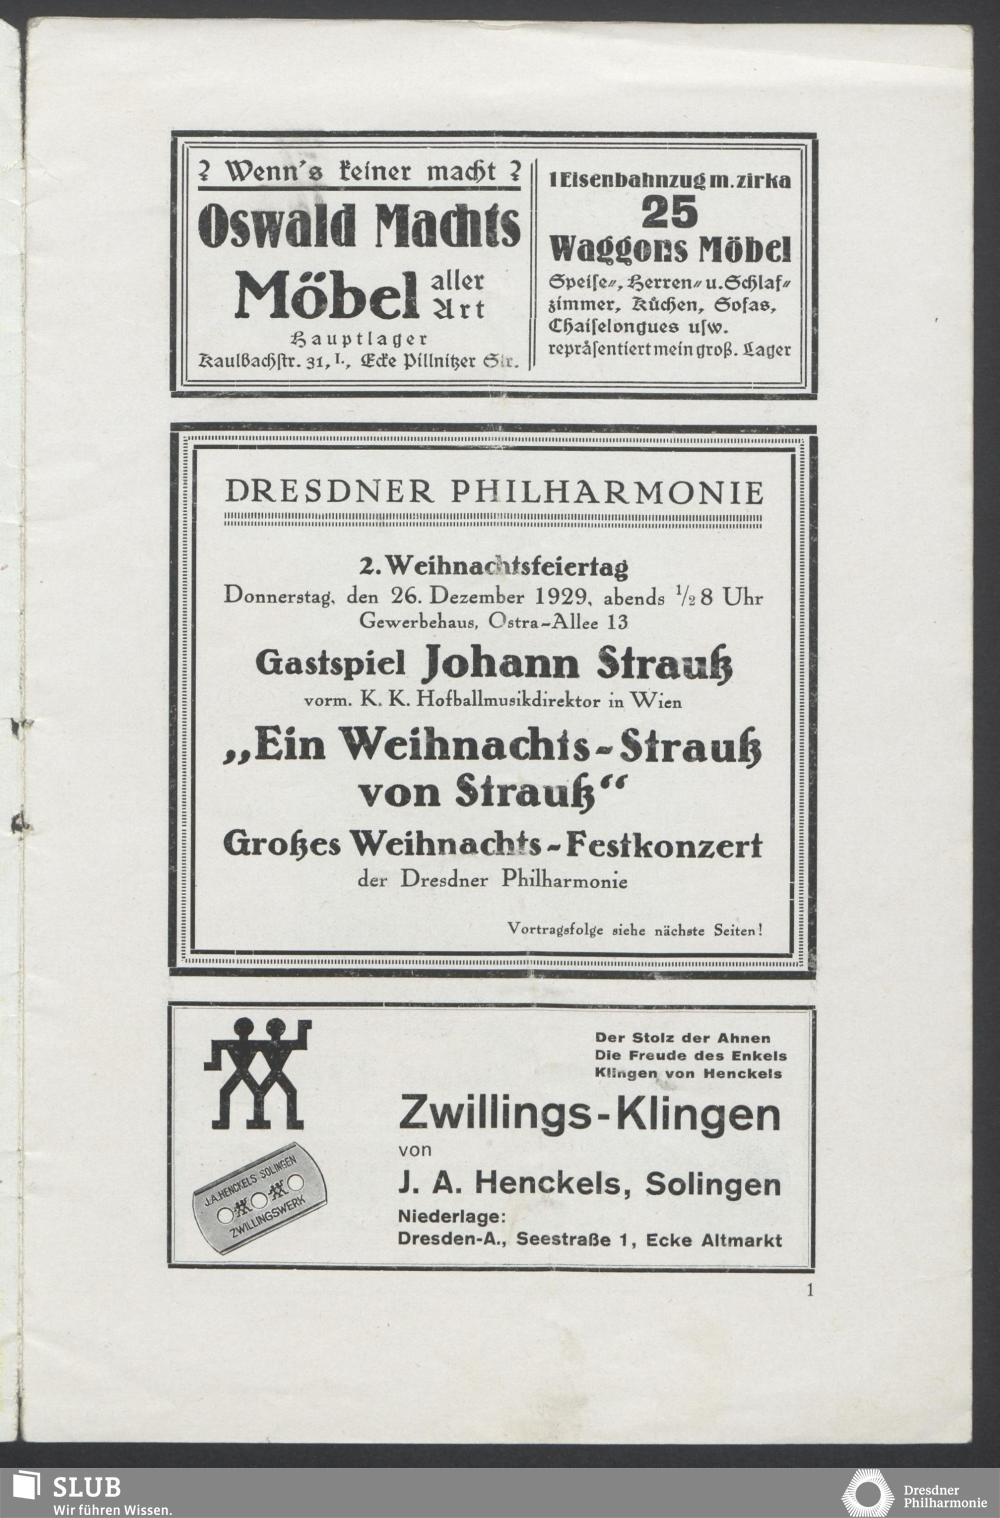 ? Wenn's keiner macht ?
Oswald Machts
Möbel aller Art
Hauptlager
Kaulbachstr. 31, I., Ecke Pillnitzer Str.
1 Eisenbahnzug m. zirka
25
Waggons Möbel
Speise-, Herren- u. Schlaf-
zimmer, Küchen, Sofas,
Chaiselongues usw.
repräsentiert mein groß. Lager
DRESDNER PHILHARMONIE
2. Weihnachtsfeiertag
Donnerstag, den 26. Dezember 1929, abends ½8 Uhr
Gewerbehaus, Ostra-Allee 13
Gastspiel Johann Strauß
vorm. K. K. Hofballmusikdirektor in Wien
„Ein Weihnachts-Strauß
von Strauß“
Großes Weihnachts-Festkonzert
der Dresdner Philharmonie
Vortragsfolge siehe nächste Seiten!
Der Stolz der Ahnen
Die Freude des Enkels
Klingen von Henckels
Zwillings-Klingen
von
J. A. Henckels, Solingen
Niederlage:
Dresden-A., Seestraße 1, Ecke Altmarkt
J.A. HENCKELS SOLINGEN
ZWILLINGSWERK
1
SLUB
Wir führen Wissen.
Dresdner
Philharmonie